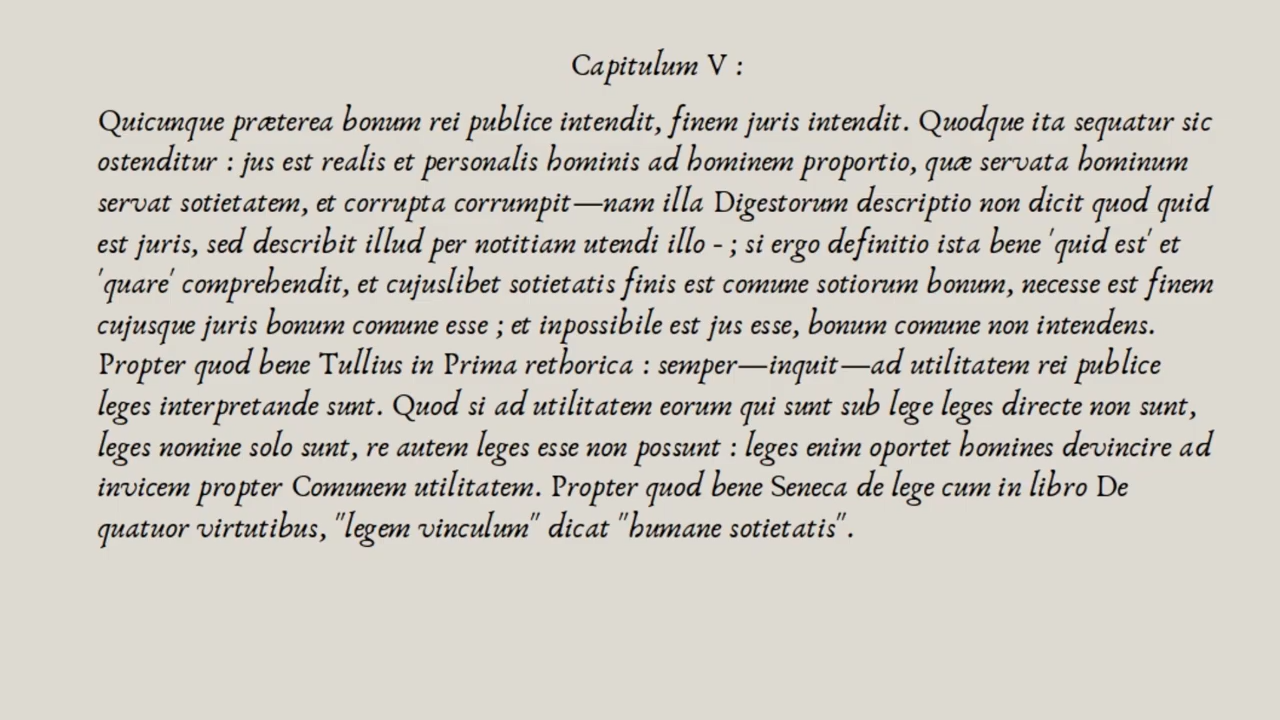 Capitulum V :
Quicunque præterea bonum rei publice intendit, finem juris intendit. Quodque ita sequatur sic
ostenditur : jus est realis et personalis hominis ad hominem proportio, quæ servata hominum
servat sotietatem, et corrupta corrumpit—nam illa Digestorum descriptio non dicit quod quid
est juris, sed describit illud per notitiam utendi illo - ; si ergo definitio ista bene 'quid est' et
'quare' comprehendit, et cujuslibet sotietatis finis est comune sotiorum bonum, necesse est finem
cujusque juris bonum comune esse ; et inpossibile est jus esse, bonum comune non intendens.
Propter quod bene Tullius in Prima rethorica : semper—inquit—ad utilitatem rei publice
leges interpretande sunt. Quod si ad utilitatem eorum qui sunt sub lege leges directe non sunt,
leges nomine solo sunt, re autem leges esse non possunt : leges enim oportet homines devincire ad
invicem propter Comunem utilitatem. Propter quod bene Seneca de lege cum in libro De
quatuor virtutibus, "legem vinculum" dicat "humane sotietatis".